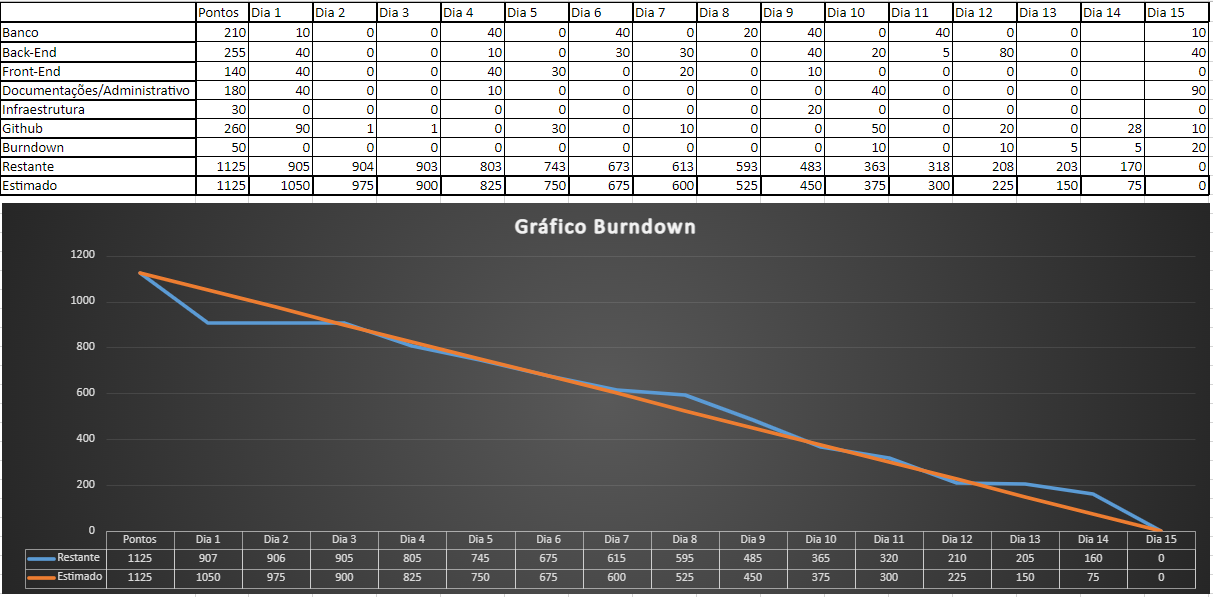 Pontos Dia 1 Dia 2 Dia 3 Dia 4 Dia 5 Dia 6 Dia 7 Dia 8 Dia 9 Dia 10 Dia 11 Dia 12 Dia 13 Dia 14 Dia 15
Banco 210 10 0 0 40 0 40 0 20 40 0 40 0 0 10
Back-End 255 40 0 0 10 0 30 30 0 40 20 5 80 0 40
Front-End 140 40 0 0 40 30 0 20 0 10 0 0 0 0 0
Documentações/Administrativo 180 40 0 0 10 0 0 0 0 0 40 0 0 0 90
Infraestrutura 30 0 0 0 0 0 0 0 0 20 0 0 0 0 0
Github 260 90 1 1 0 30 0 10 0 0 50 0 20 0 28 10
Burndown 50 0 0 0 0 0 0 0 0 0 10 0 10 5 5 20
Restante 1125 905 904 903 803 743 673 613 593 483 363 318 208 203 170 0
Estimado 1125 1050 975 900 825 750 675 600 525 450 375 300 225 150 75 0
Gráfico Burndown
1200
1000
800
600
400
200
0
Pontos Dia 1 Dia 2 Dia 3 Dia 4 Dia 5 Dia 6 Dia 7 Dia 8 Dia 9 Dia 10 Dia 11 Dia 12 Dia 13 Dia 14 Dia 15
Restante 1125 907 906 905 805 745 675 615 595 485 365 320 210 205 160 0
Estimado 1125 1050 975 900 825 750 675 600 525 450 375 300 225 150 75 0